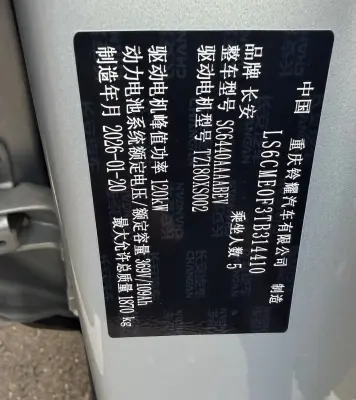 中国 重庆铃耀汽车有限公司 制造
LS6GME0F3TB314410
品牌 长安 乘坐人数 5
整车型号 SC6440AAABEV
驱动电机型号 TZ180XS002
驱动电机峰值功率 120kW
动力电池系统额定电压/额定容量 369V/109Ah
制造年月 2026-01-20 最大允许总质量 1870 kg